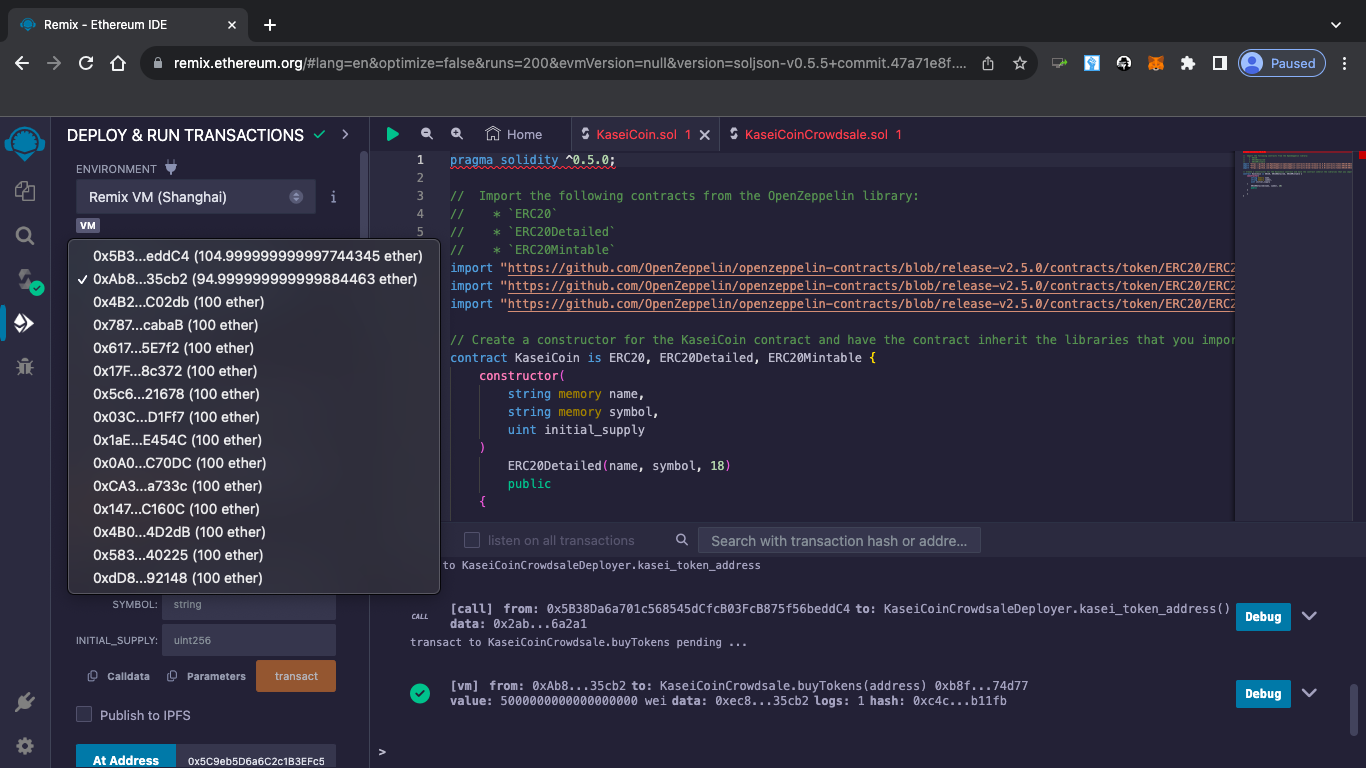 Remix - Ethereum IDE
remix.ethereum.org/#lang=en&optimize=false&runs=200&evmVersion=null&version=soljson-v0.5.5+commit.47a71e8f....
Paused
DEPLOY & RUN TRANSACTIONS
ENVIRONMENT
Remix VM (Shanghai)
VM
0x5B3...eddC4 (104.999999999997744345 ether)
0xAb8...35cb2 (94.999999999999884463 ether)
0x4B2...C02db (100 ether)
0x787...cabaB (100 ether)
0x617...5E7f2 (100 ether)
0x17F...8c372 (100 ether)
0x5c6...21678 (100 ether)
0x03C...D1Ff7 (100 ether)
0x1aE...E454C (100 ether)
0x0A0...C70DC (100 ether)
0xCA3...a733c (100 ether)
0x147...C160C (100 ether)
0x4B0...4D2dB (100 ether)
0x583...40225 (100 ether)
0xdD8...92148 (100 ether)
SYMBOL: string
INITIAL_SUPPLY: uint256
Calldata Parameters transact
Publish to IPFS
At Address 0x5C9eb5D6a6C2c1B3EFc5
Home KaseiCoin.sol 1 KaseiCoinCrowdsale.sol 1
1 pragma solidity ^0.5.0;
2
3 // Import the following contracts from the OpenZeppelin library:
4 // * `ERC20`
5 // * `ERC20Detailed`
// * `ERC20Mintable`
import "https://github.com/OpenZeppelin/openzeppelin-contracts/blob/release-v2.5.0/contracts/token/ERC20/ERC2
import "https://github.com/OpenZeppelin/openzeppelin-contracts/blob/release-v2.5.0/contracts/token/ERC20/ERC2
import "https://github.com/OpenZeppelin/openzeppelin-contracts/blob/release-v2.5.0/contracts/token/ERC20/ERC2
// Create a constructor for the KaseiCoin contract and have the contract inherit the libraries that you impor
contract KaseiCoin is ERC20, ERC20Detailed, ERC20Mintable {
constructor(
string memory name,
string memory symbol,
uint initial_supply
)
ERC20Detailed(name, symbol, 18)
public
{
listen on all transactions
Search with transaction hash or addre...
to KaseiCoinCrowdsaleDeployer.kasei_token_address
CALL [call] from: 0x5B38Da6a701c568545dCfcB03FcB875f56beddC4 to: KaseiCoinCrowdsaleDeployer.kasei_token_address()
data: 0x2ab...6a2a1
Debug
transact to KaseiCoinCrowdsale.buyTokens pending ...
[vm] from: 0xAb8...35cb2 to: KaseiCoinCrowdsale.buyTokens(address) 0xb8f...74d77
value: 5000000000000000000 wei data: 0xec8...35cb2 logs: 1 hash: 0xc4c...b11fb
Debug
>